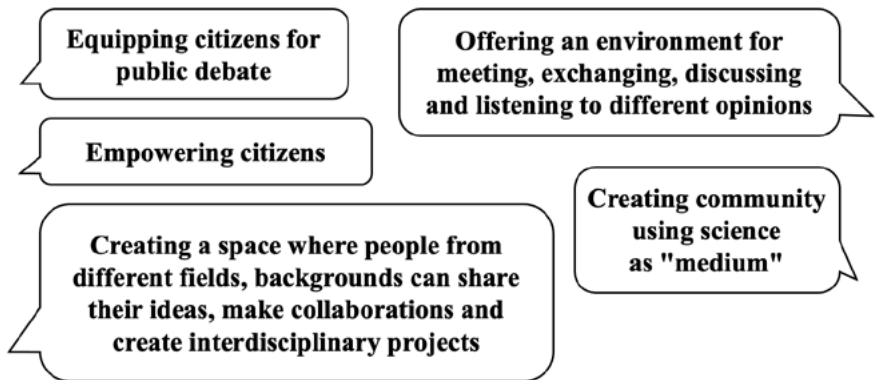 Equipping citizens for
public debate
Offering an environment for
meeting, exchanging, discussing
and listening to different opinions
Empowering citizens
Creating community
using science
as "medium"
Creating a space where people from
different fields, backgrounds can share
their ideas, make collaborations and
create interdisciplinary projects